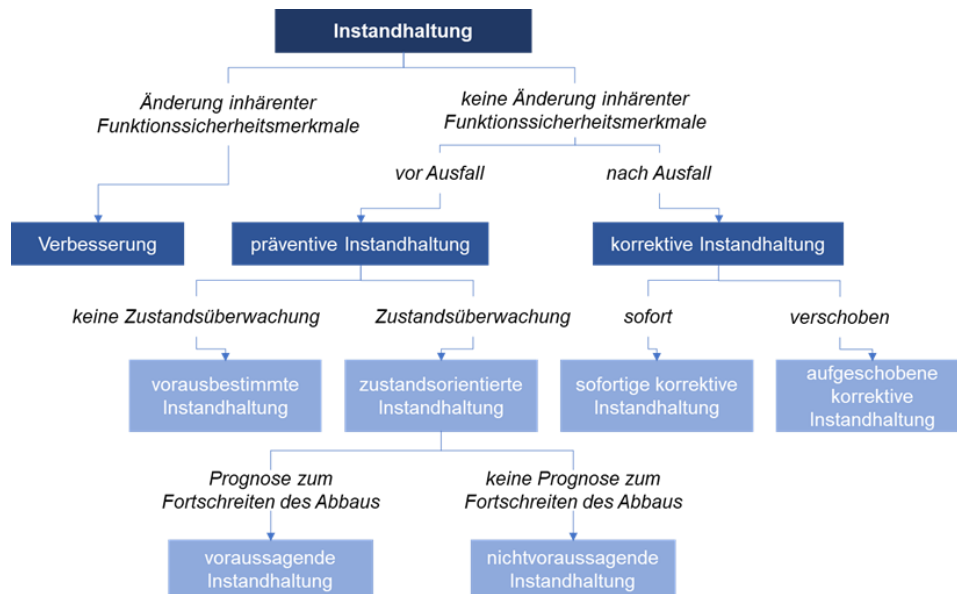 Instandhaltung
Änderung inhärenter
Funktionssicherheitsmerkmale
keine Änderung inhärenter
Funktionssicherheitsmerkmale
vor Ausfall
nach Ausfall
Verbesserung
präventive Instandhaltung
korrektive Instandhaltung
keine Zustandsüberwachung
Zustandsüberwachung
sofort
verschoben
vorausbestimmte
Instandhaltung
zustandsorientierte
Instandhaltung
sofortige korrektive
Instandhaltung
aufgeschobene
korrektive
Instandhaltung
Prognose zum
Fortschreiten des Abbaus
keine Prognose zum
Fortschreiten des Abbaus
voraussagende
Instandhaltung
nichtvoraussagende
Instandhaltung